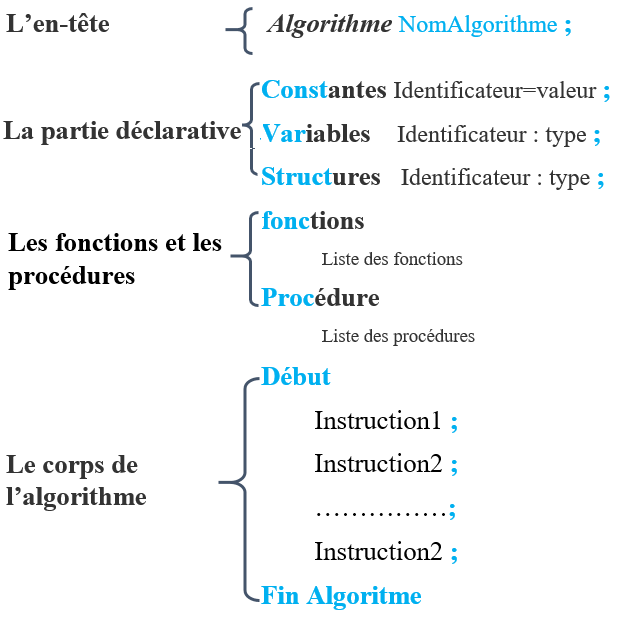 L’en-tête
Algorithme NomAlgorithme ;
La partie déclarative
Constantes Identificateur=valeur ;
Variables Identificateur : type ;
Structures Identificateur : type ;
Les fonctions et les
procédures
fonctions
Liste des fonctions
Procédure
Liste des procédures
Le corps de
l’algorithme
Début
Instruction1 ;
Instruction2 ;
……………;
Instruction2 ;
Fin Algoritme